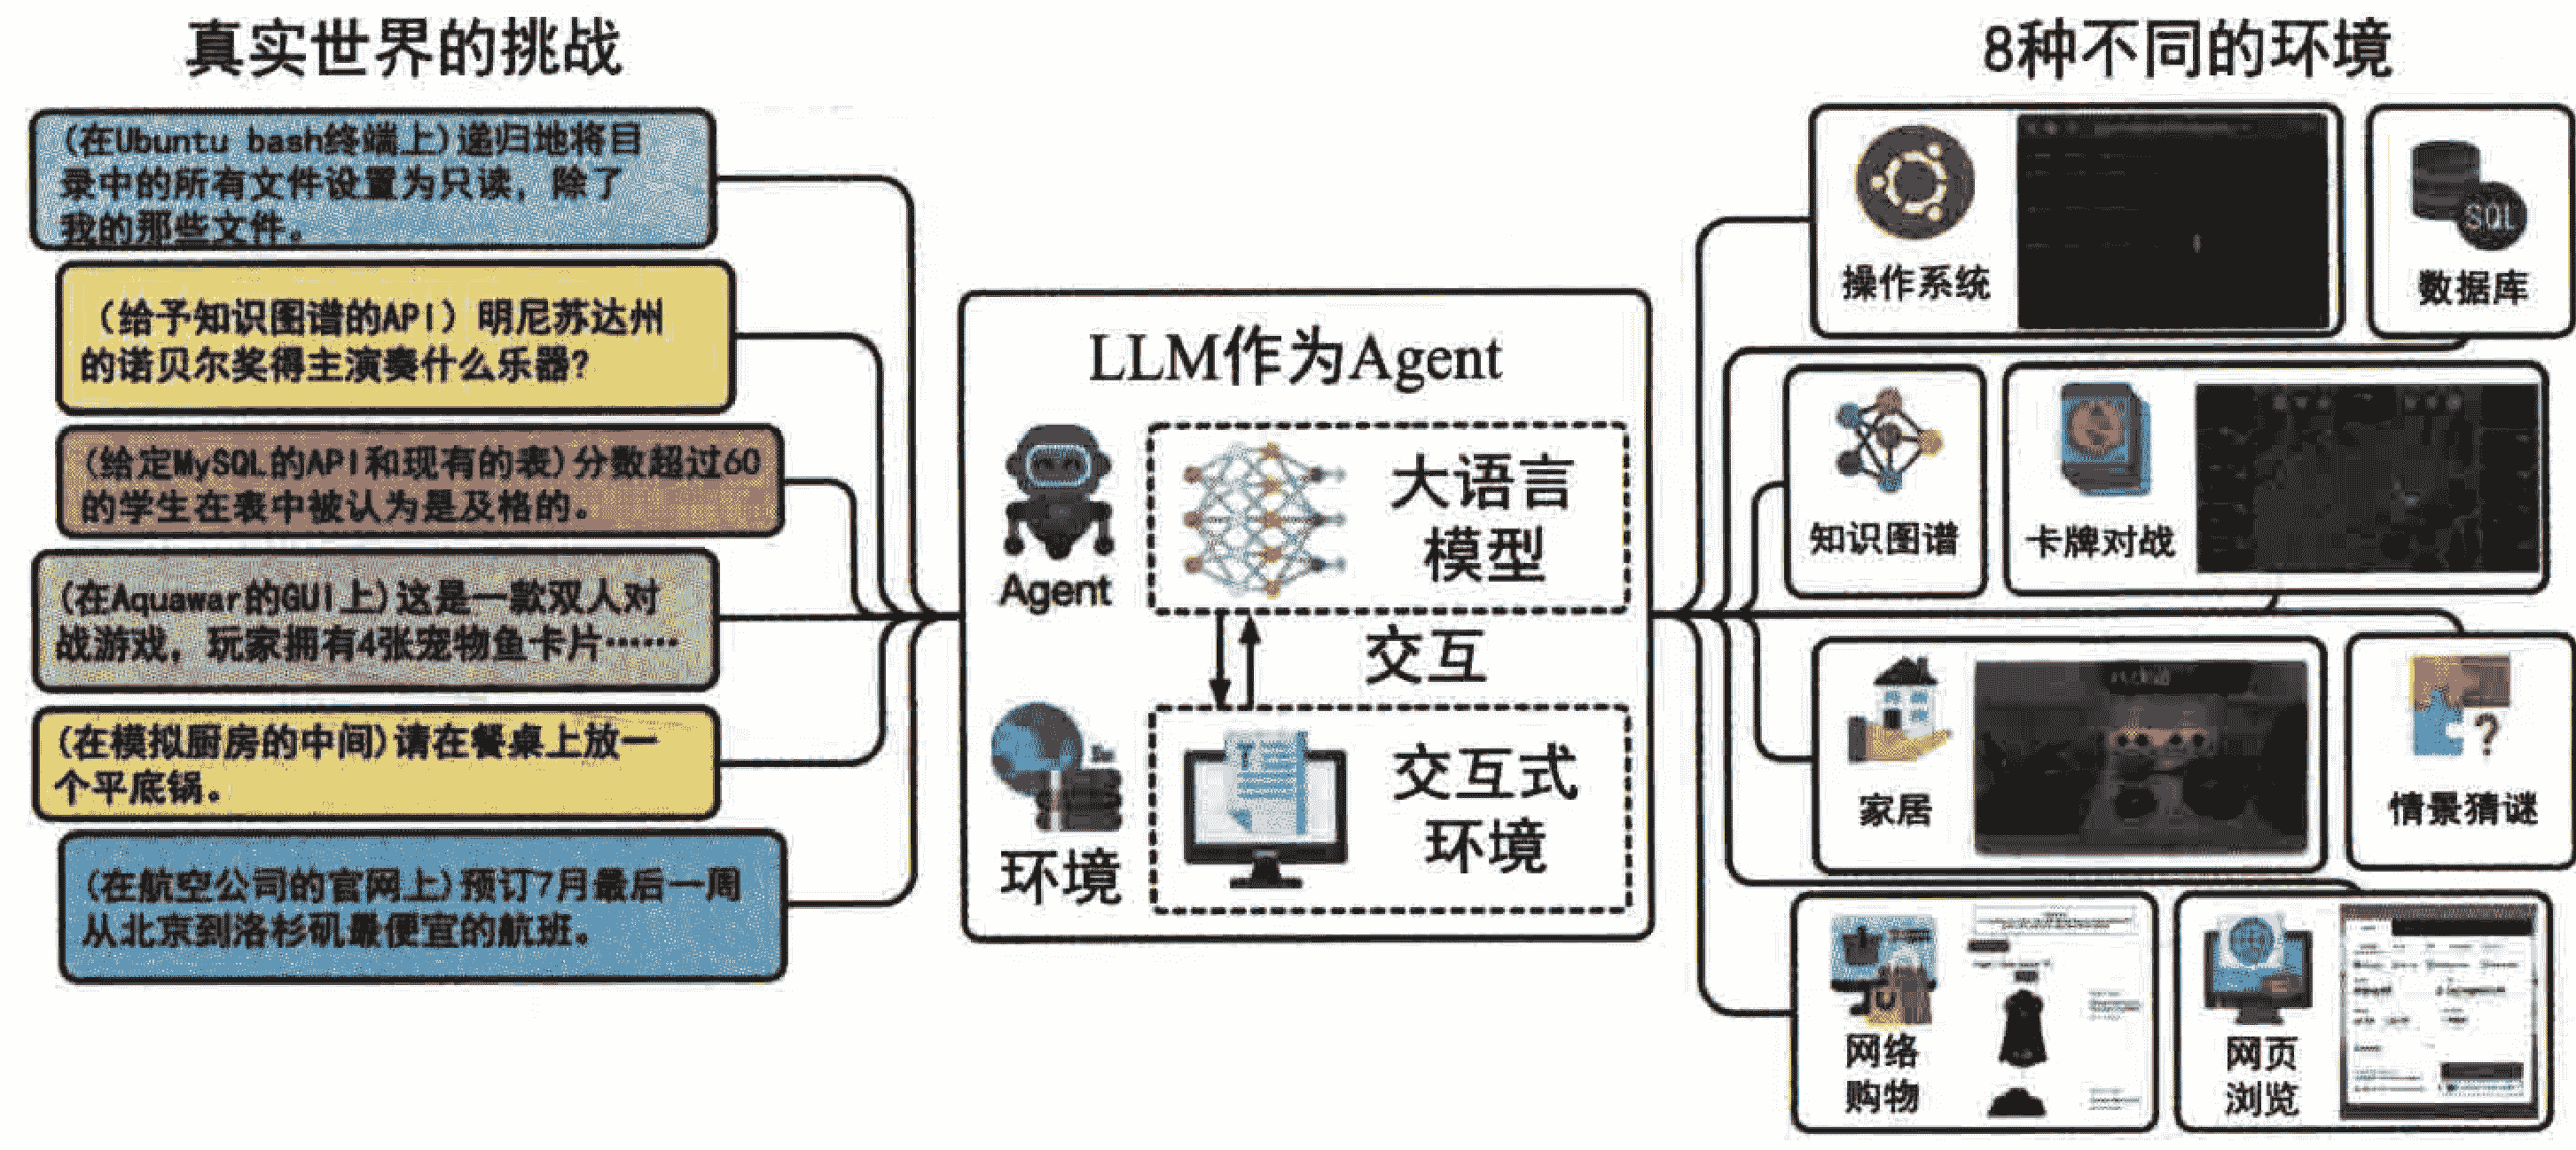 真实世界的挑战
(在Ubuntu bash终端上)递归地将目
录中的所有文件设置为只读，除了
我的那些文件。
（给予知识图谱的API）明尼苏达州
的诺贝尔奖得主演奏什么乐器?
(给定MySQL的API和现有的表)分数超过60
的学生在表中被认为是及格的。
(在Aquawar的GUI上)这是一款双人对
战游戏，玩家拥有4张宠物鱼卡片……
(在模拟厨房的中间)请在餐桌上放一
个平底锅。
(在航空公司的官网上)预订7月最后一周
从北京到洛杉矶最便宜的航班。
LLM作为Agent
Agent
大语言
模型
交互
环境
交互式
环境
8种不同的环境
操作系统
SQL
数据库
知识图谱
卡牌对战
家居
?
情景猜谜
网络
购物
网页
浏览